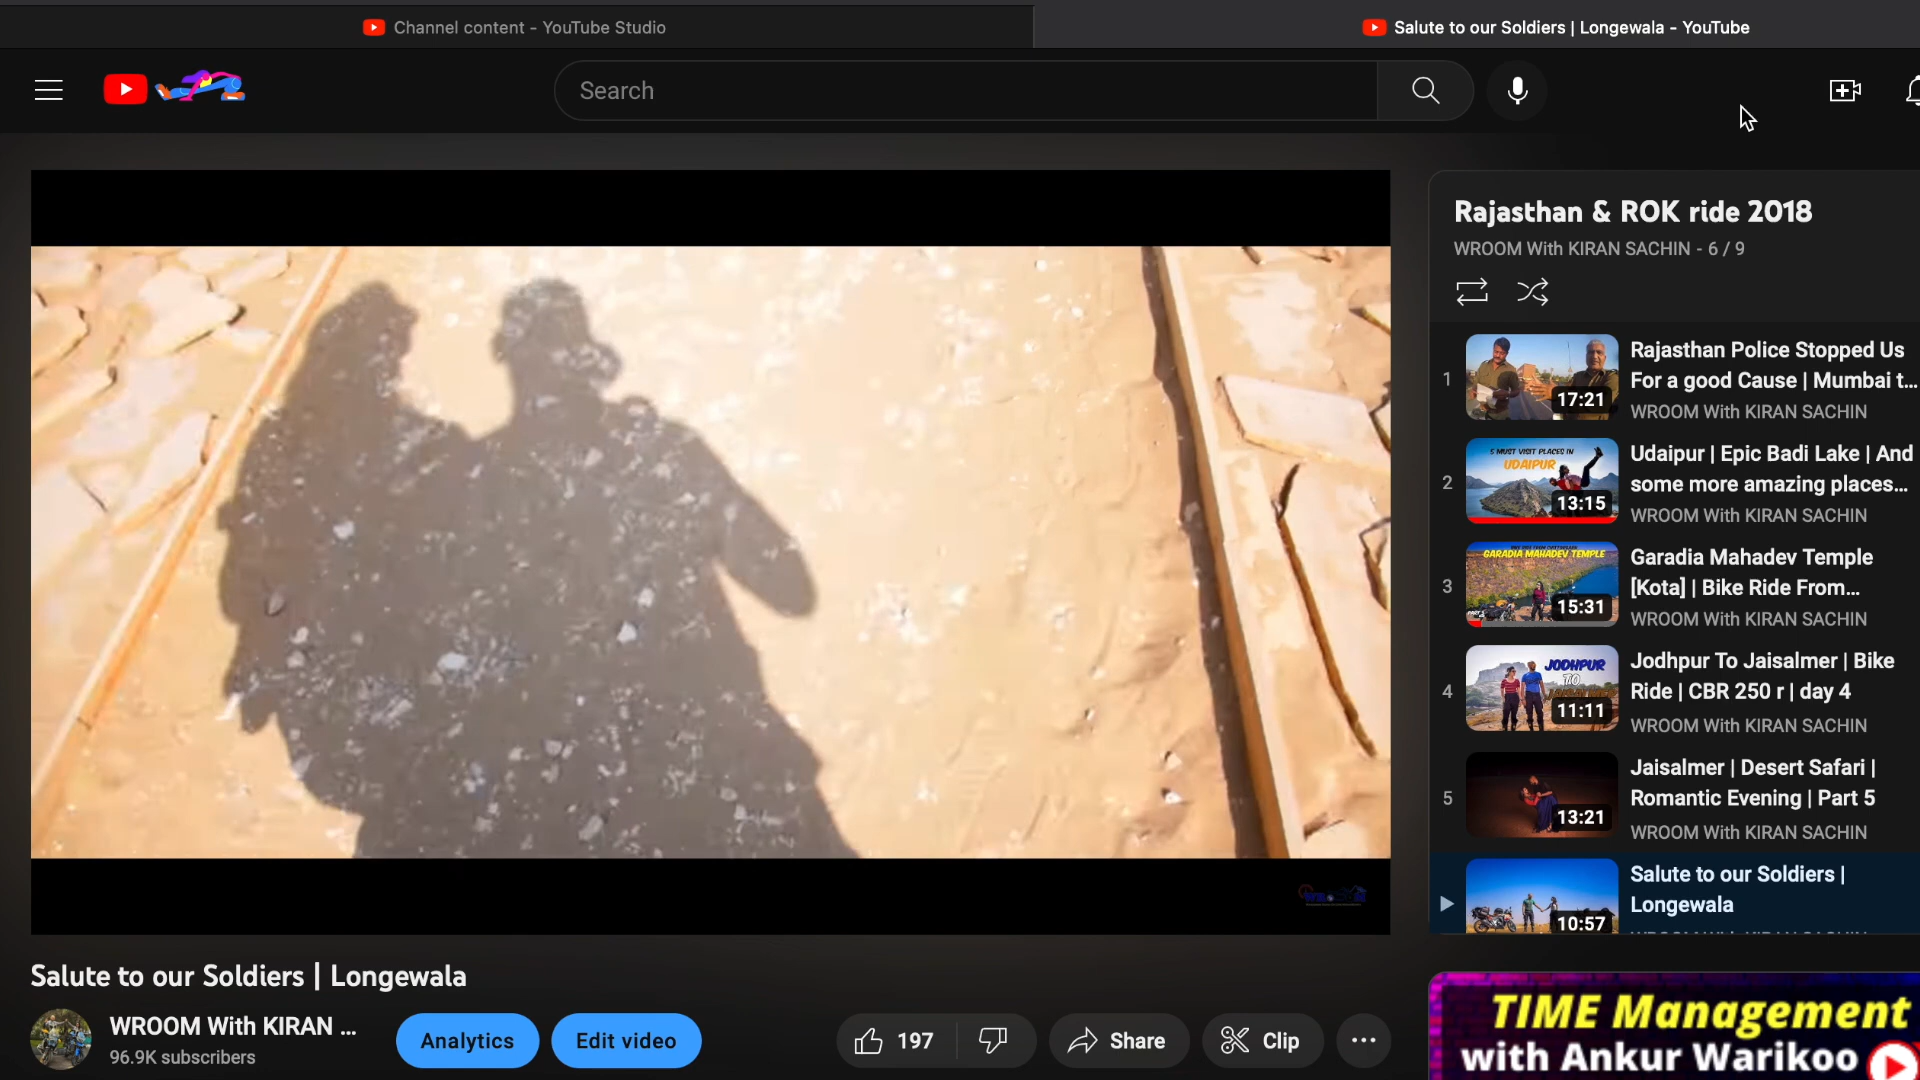 Channel content - YouTube Studio
Salute to our Soldiers | Longewala - YouTube
Search
Rajasthan & ROK ride 2018
WROOM With KIRAN SACHIN - 6 / 9
1
17:21
Rajasthan Police Stopped Us
For a good Cause | Mumbai t...
WROOM With KIRAN SACHIN
2
5 MUST VISIT PLACES IN
UDAIPUR
13:15
Udaipur | Epic Badi Lake | And
some more amazing places...
WROOM With KIRAN SACHIN
3
GARADIA MAHADEV TEMPLE
15:31
Garadia Mahadev Temple
[Kota] | Bike Ride From...
WROOM With KIRAN SACHIN
4
JODHPUR
TO
JAISALMER
11:11
Jodhpur To Jaisalmer | Bike
Ride | CBR 250 r | day 4
WROOM With KIRAN SACHIN
5
13:21
Jaisalmer | Desert Safari |
Romantic Evening | Part 5
WROOM With KIRAN SACHIN
10:57
Salute to our Soldiers |
Longewala
Salute to our Soldiers | Longewala
WROOM With KIRAN ...
96.9K subscribers
Analytics
Edit video
197
Share
Clip
TIME Management
with Ankur Warikoo